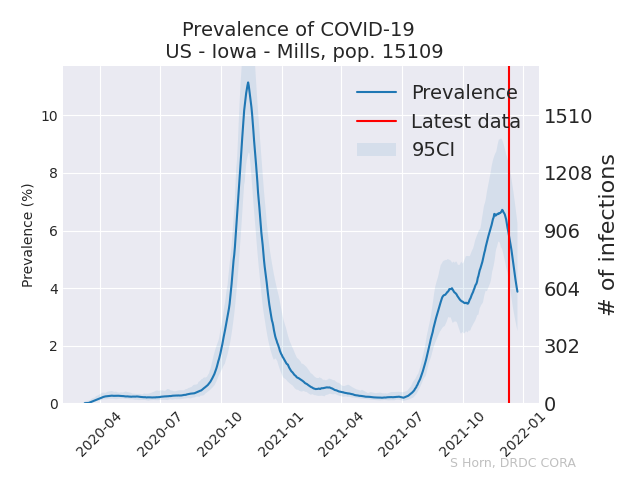 Prevalence of COVID-19
US - Iowa - Mills, pop. 15109
Prevalence
Latest data
95CI
Prevalence (%)
10
8
6
4
2
0
1510
1208
906
604
302
0
# of infections
2020-04
2020-07
2020-10
2021-01
2021-04
2021-07
2021-10
2022-01
S Horn, DRDC CORA